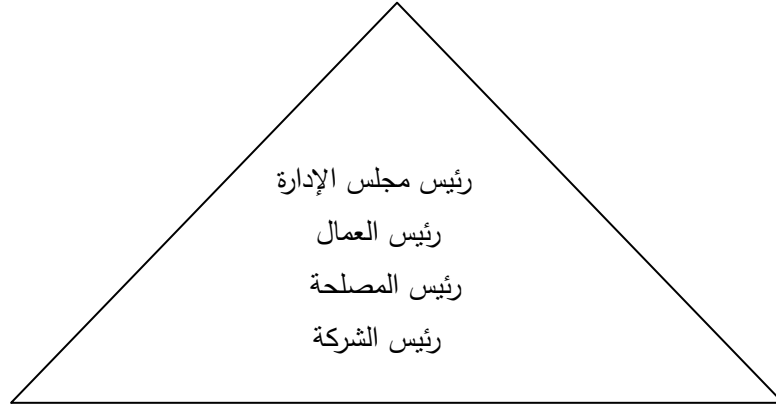 رئيس مجلس الإدارة
رئيس العمال
رئيس المصلحة
رئيس الشركة